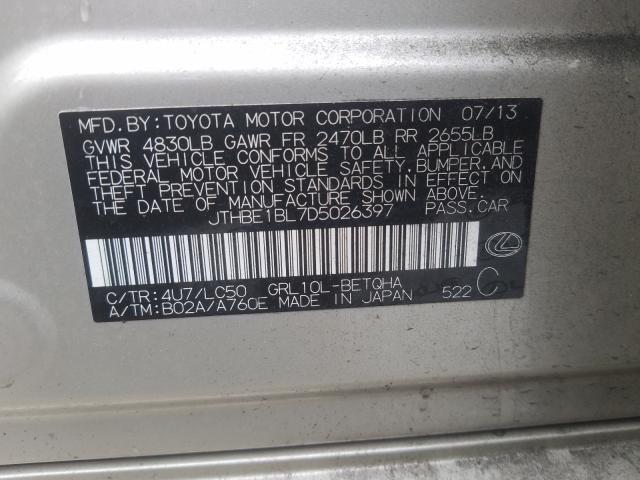 MFD.BY:TOYOTA MOTOR CORPORATION 07/13
GVWR 4830LB GAWR FR 2470LB RR 2655LB
THIS VEHICLE CONFORMS TO ALL APPLICABLE
FEDERAL MOTOR VEHICLE SAFETY,BUMPER,AND
THEFT PREVENTION STANDARDS IN EFFECT ON
THE DATE OF MANUFACTURE SHOWN ABOVE.
JTHBE1BL7D5026397 PASS.CAR
C/TR:4U7/LC50 GRL10L-BETQHA
A/TM:B02A/A760E MADE IN JAPAN 522 C